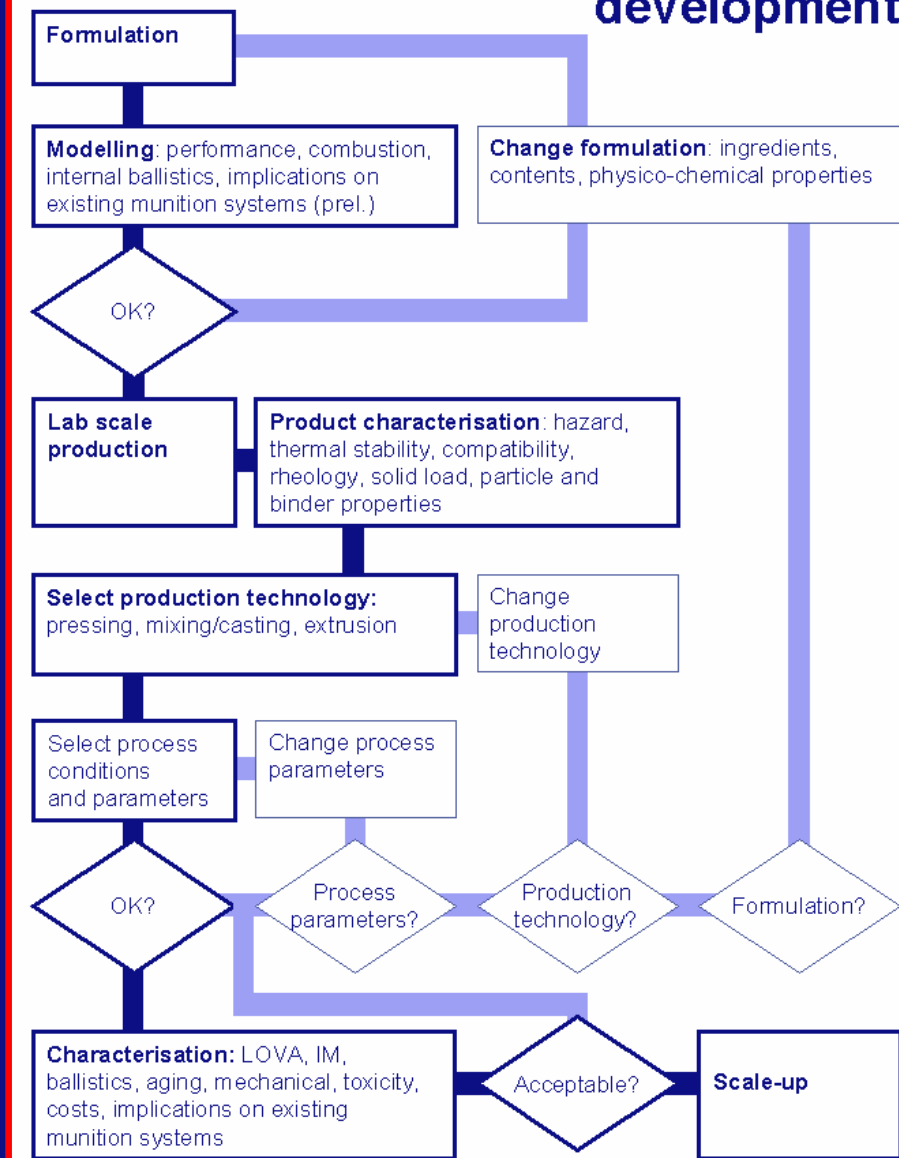 development
Formulation
Modelling: performance, combustion,
internal ballistics, implications on
existing munition systems (prel.)
Change formulation: ingredients,
contents, physico-chemical properties
OK?
Lab scale
production
Product characterisation: hazard,
thermal stability, compatibility,
rheology, solid load, particle and
binder properties
Select production technology:
pressing, mixing/casting, extrusion
Change
production
technology
Select process
conditions
and parameters
Change process
parameters
OK?
Process
parameters?
Production
technology?
Formulation?
Characterisation: LOVA, IM,
ballistics, aging, mechanical, toxicity,
costs, implications on existing
munition systems
Acceptable?
Scale-up